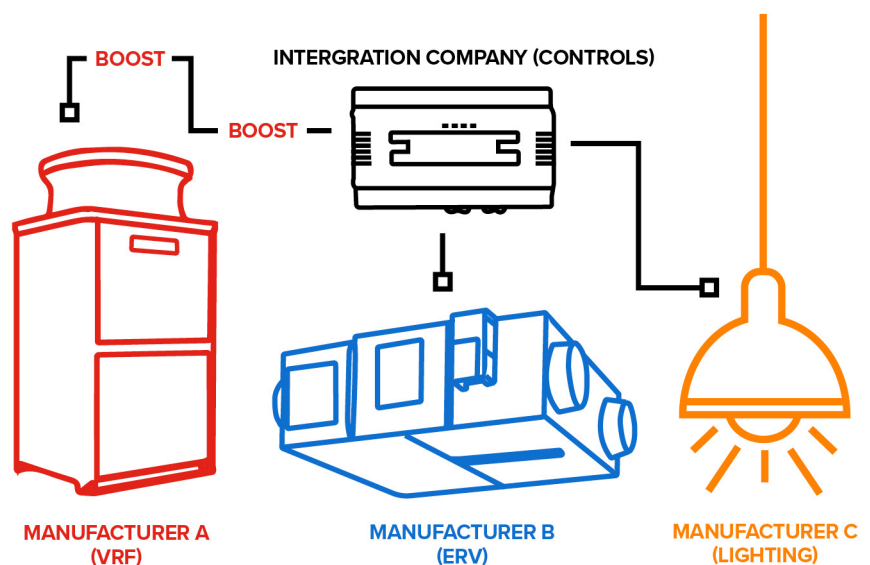 BOOST
INTERGRATION COMPANY (CONTROLS)
BOOST
MANUFACTURER A
(VRF)
MANUFACTURER B
(ERV)
MANUFACTURER C
(LIGHTING)